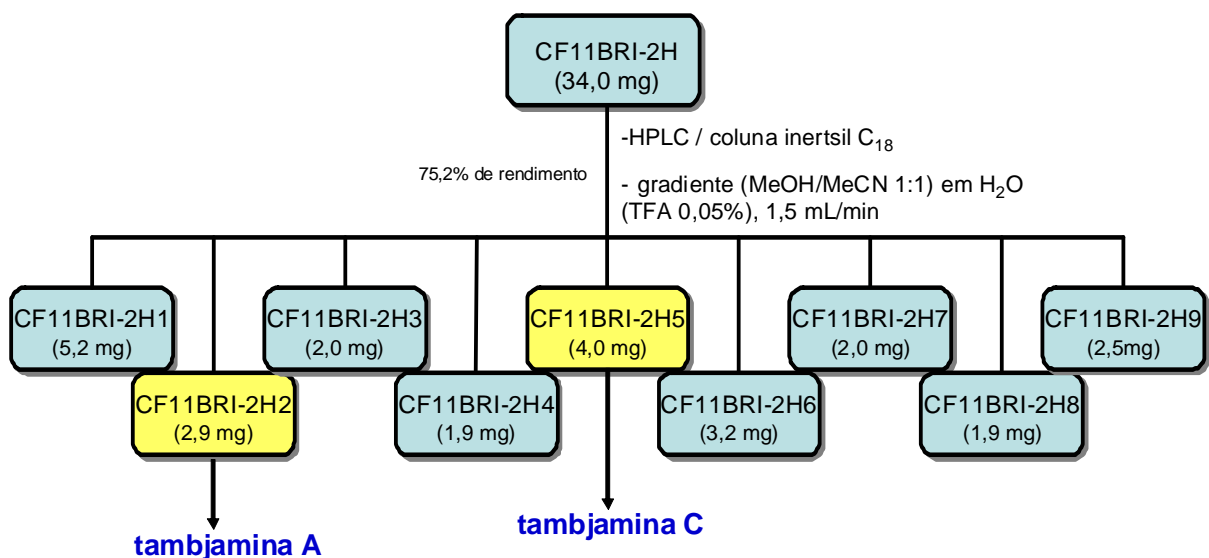 CF11BRI-2H
(34,0 mg)
-HPLC / coluna inertsil C18
75,2% de rendimento
- gradiente (MeOH/MeCN 1:1) em H2O
(TFA 0,05%), 1,5 mL/min
CF11BRI-2H1
(5,2 mg)
CF11BRI-2H3
(2,0 mg)
CF11BRI-2H5
(4,0 mg)
CF11BRI-2H7
(2,0 mg)
CF11BRI-2H9
(2,5mg)
CF11BRI-2H2
(2,9 mg)
CF11BRI-2H4
(1,9 mg)
CF11BRI-2H6
(3,2 mg)
CF11BRI-2H8
(1,9 mg)
tambjamina A
tambjamina C